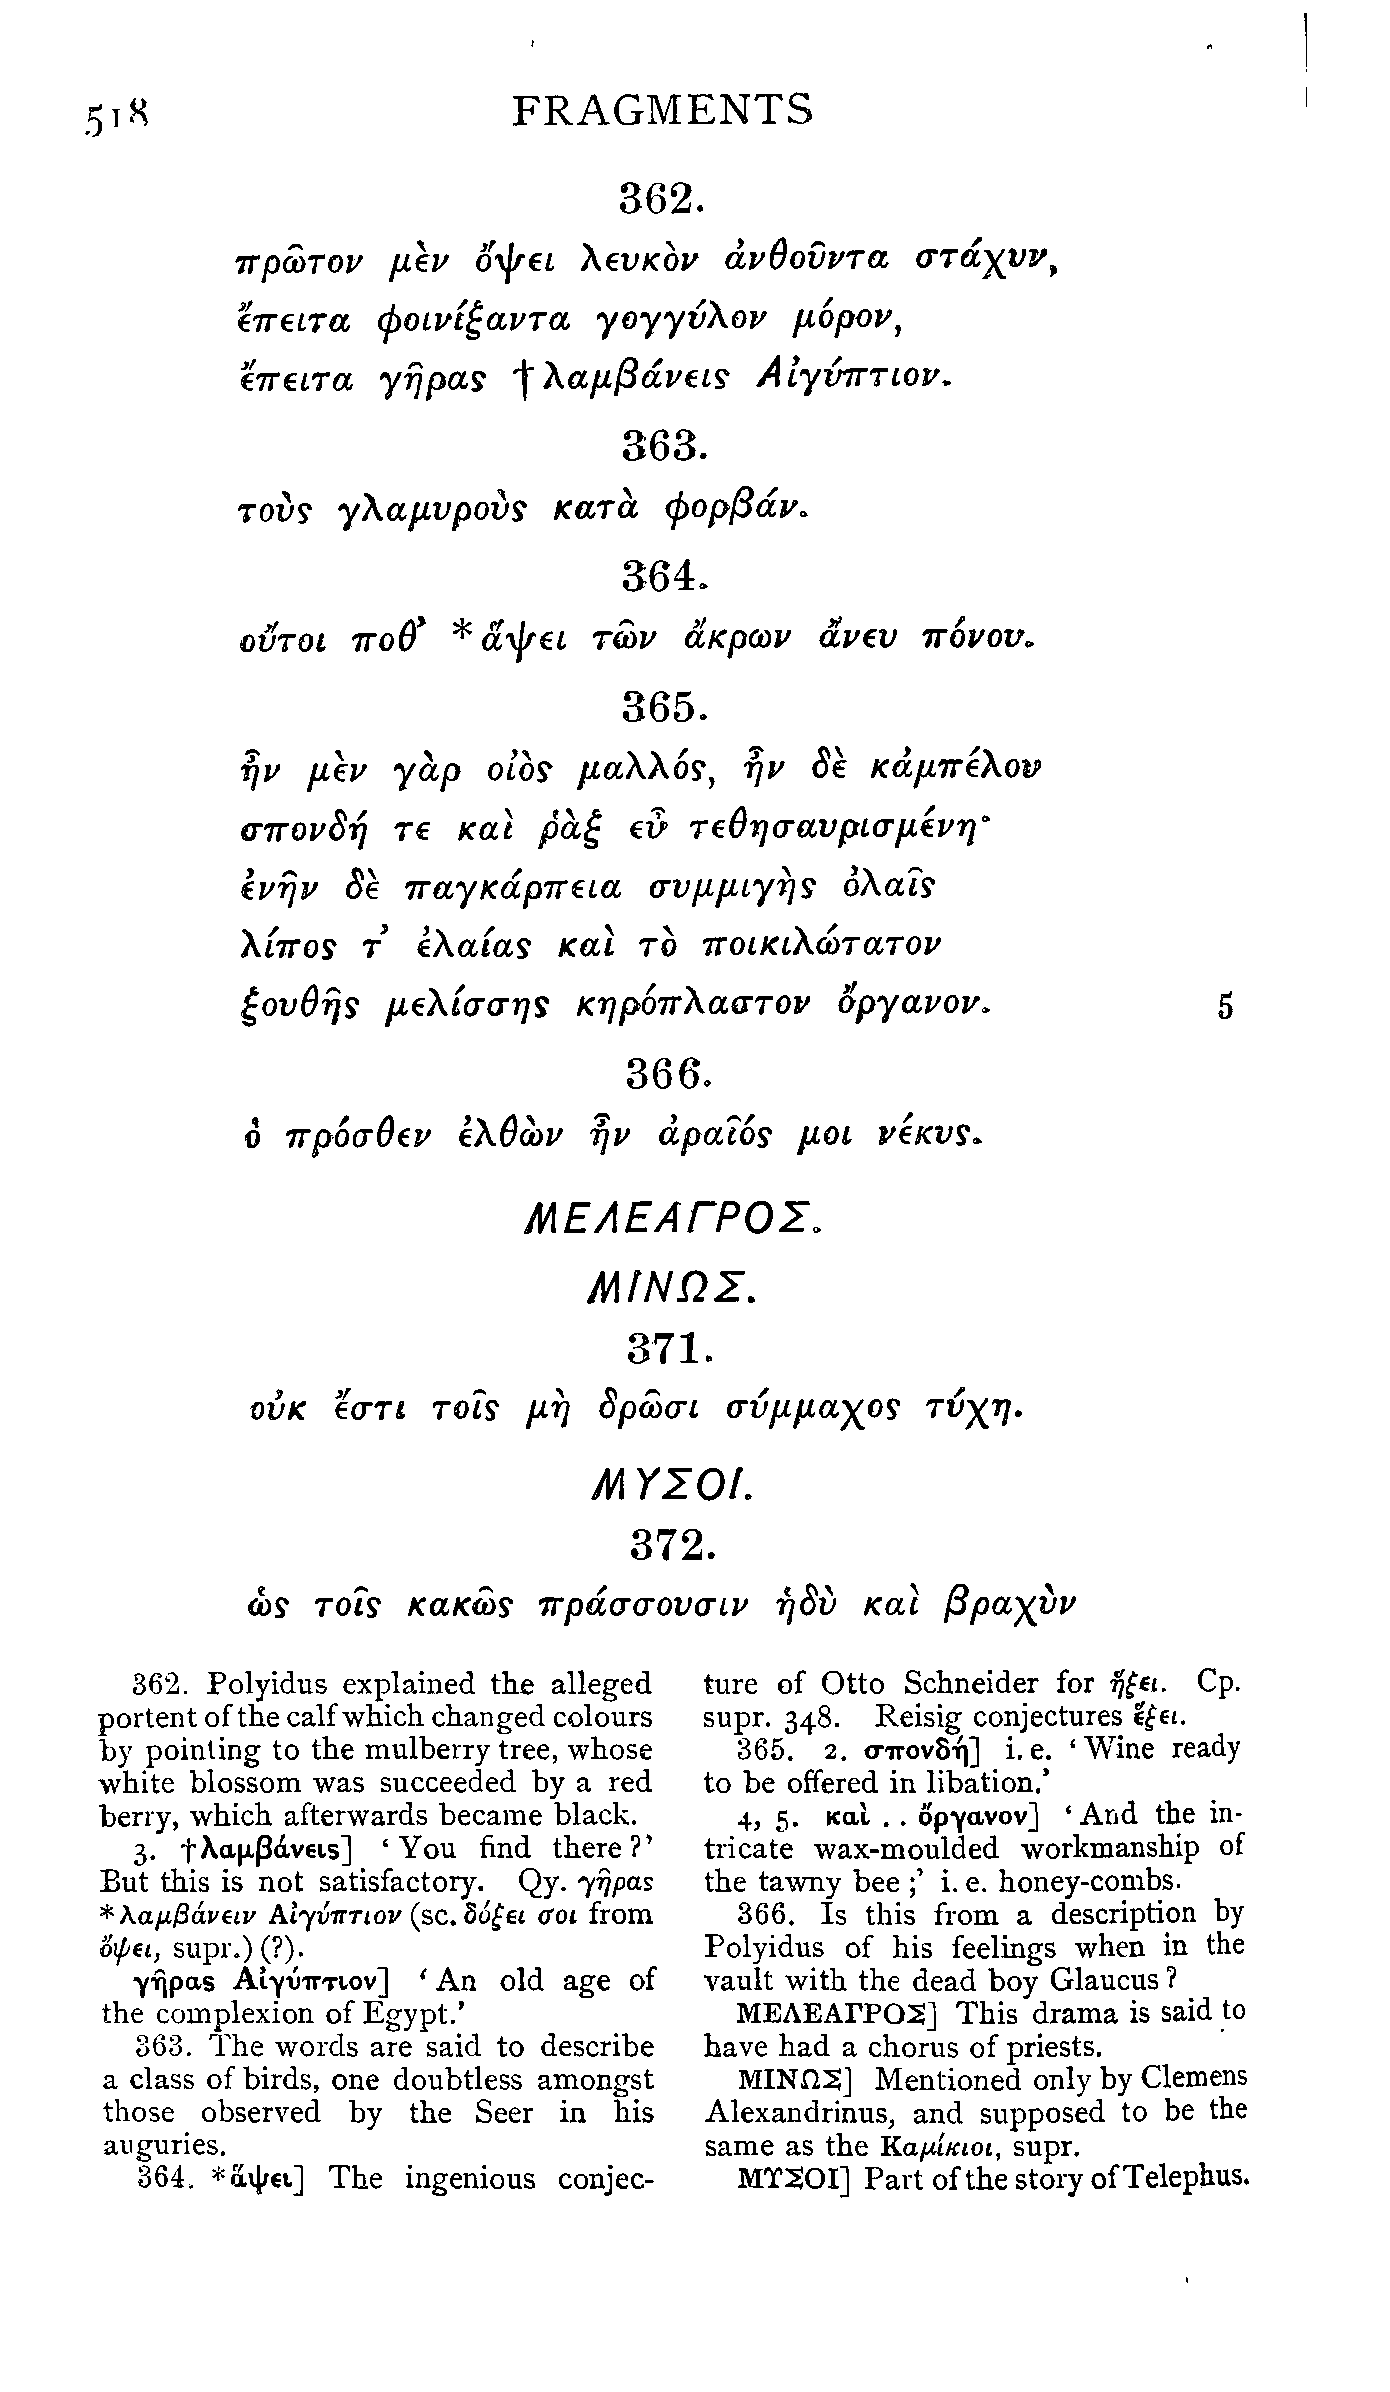 518
FRAGMENTS
362.
πρῶτον μὲν ὄψει λευκὸν ἀνθοῦντα στάχυν,
ἔπειτα φοινίξαντα γογγύλον μόρον,
ἔπειτα γῆρας † λαμβάνεις Αἰγύπτιον.
363.
τοὺς γλαμυροὺς κατὰ φορβάν.
364.
οὔτοι ποθ’ *ἅψει τῶν ἄκρων ἄνευ πόνου.
365.
ἦν μὲν γὰρ οἰὸς μαλλός, ἦν δὲ κἀμπέλου
σπονδή τε καὶ ῥὰξ εὖ τεθησαυρισμένη·
ἐνῆν δὲ παγκάρπεια συμμιγὴς ὀλαῖς
λίπος τ’ ἐλαίας καὶ τὸ ποικιλώτατον
ξουθῆς μελίσσης κηρόπλαστον ὄργανον. 5
366.
ὁ πρόσθεν ἐλθὼν ἦν ἀραῖός μοι νέκυς.
ΜΕΛΕΑΓΡΟΣ.
ΜΙΝΩΣ.
371.
οὐκ ἔστι τοῖς μὴ δρῶσι σύμμαχος τύχη.
ΜΥΣΟΙ.
372.
ὡς τοῖς κακῶς πράσσουσιν ἡδὺ καὶ βραχὺν
362. Polyidus explained the alleged
portent of the calf which changed colours
by pointing to the mulberry tree, whose
white blossom was succeeded by a red
berry, which afterwards became black.
3. †λαμβάνεις] ‘You find there?’
But this is not satisfactory. Qy. γῆρας
*λαμβάνειν Αἰγύπτιον (sc. δόξει σοι from
ὄψει, supr.) (?).
γῆρας Αἰγύπτιον] ‘An old age of
the complexion of Egypt.’
363. The words are said to describe
a class of birds, one doubtless amongst
those observed by the Seer in his
auguries.
364. *ἅψει] The ingenious conjec-
ture of Otto Schneider for ἥξει. Cp.
supr. 348. Reisig conjectures ἕξει.
365. 2. σπονδή] i. e. ‘Wine ready
to be offered in libation.’
4, 5. καὶ .. ὄργανον] ‘And the in-
tricate wax-moulded workmanship of
the tawny bee;’ i. e. honey-combs.
366. Is this from a description by
Polyidus of his feelings when in the
vault with the dead boy Glaucus?
ΜΕΛΕΑΓΡΟΣ] This drama is said to
have had a chorus of priests.
ΜΙΝΩΣ] Mentioned only by Clemens
Alexandrinus, and supposed to be the
same as the Καμίκιοι, supr.
ΜΥΣΟΙ] Part of the story of Telephus.